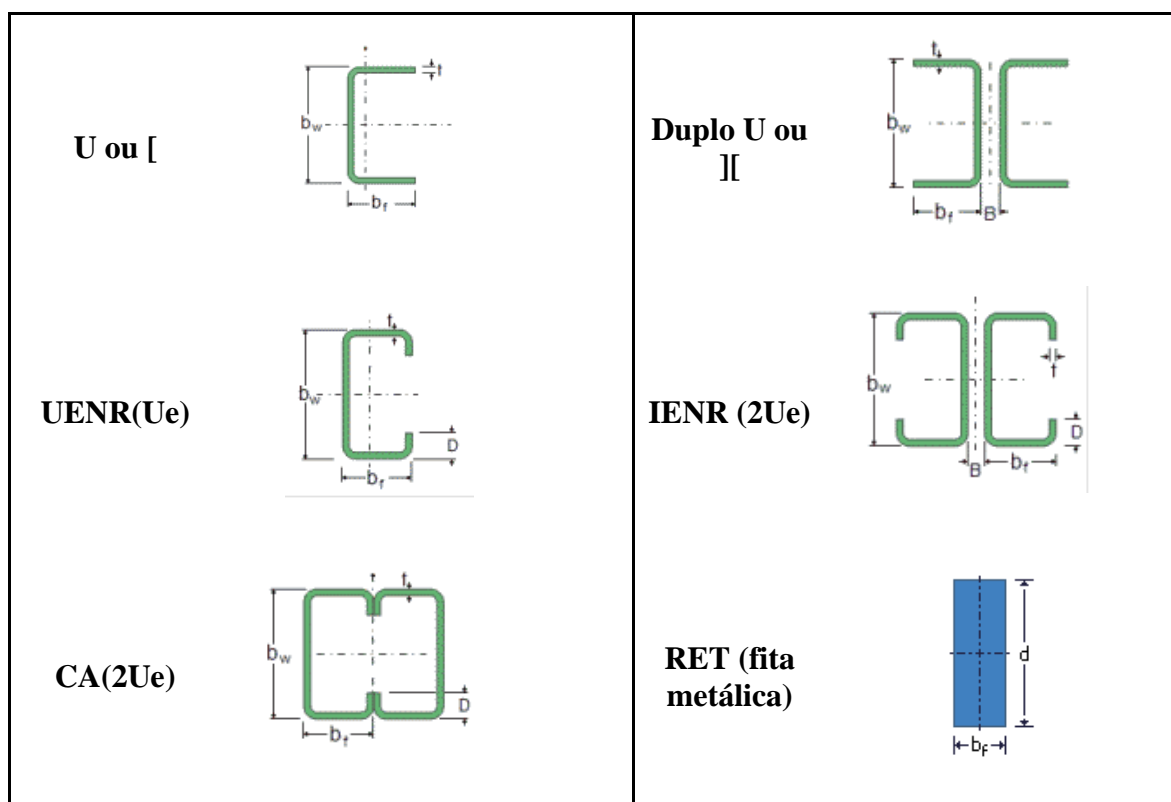 t
b_w
U ou [
b_f
t
b_w
Duplo U ou
][
b_f
B
t
b_w
UENR(Ue)
D
b_f
b_w
IENR (2Ue)
t
D
B
b_f
t
b_w
CA(2Ue)
D
b_f
RET (fita
metálica)
d
b_f